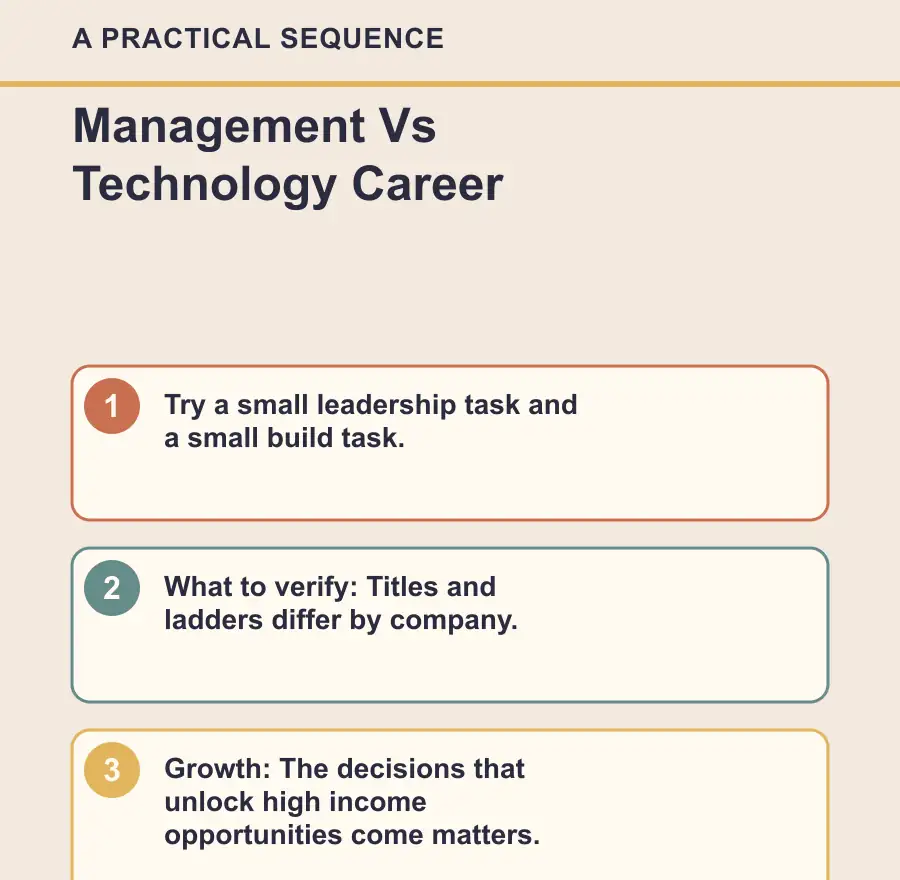 A PRACTICAL SEQUENCE
Management Vs
Technology Career
1
Try a small leadership task and
a small build task.
2
What to verify: Titles and
ladders differ by company.
3
Growth: The decisions that
unlock high income
opportunities come matters.